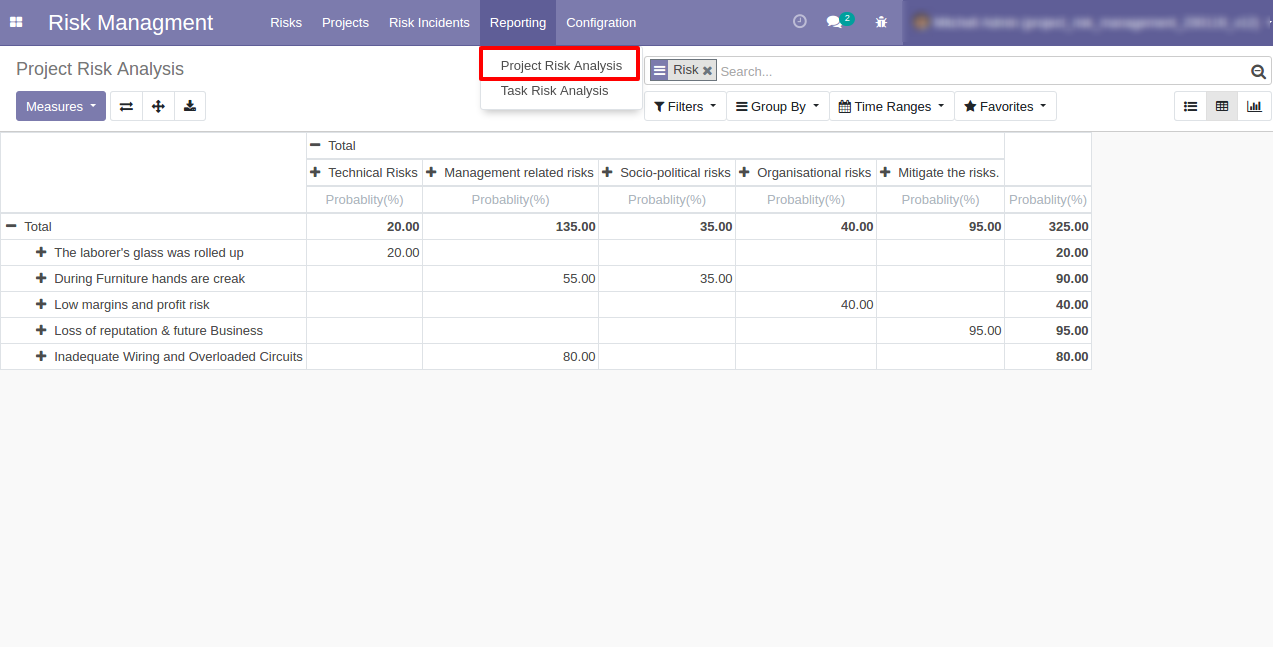 Risk Managment Risks Projects Risk Incidents Reporting Configration 2
Project Risk Analysis
Task Risk Analysis
Project Risk Analysis
Risk Search...
Measures Filters Group By Time Ranges Favorites
Total
Technical Risks Management related risks Socio-political risks Organisational risks Mitigate the risks.
Probablity(%) Probablity(%) Probablity(%) Probablity(%) Probablity(%) Probablity(%)
Total 20.00 135.00 35.00 40.00 95.00 325.00
The laborer's glass was rolled up 20.00 20.00
During Furniture hands are creak 55.00 35.00 90.00
Low margins and profit risk 40.00 40.00
Loss of reputation & future Business 95.00 95.00
Inadequate Wiring and Overloaded Circuits 80.00 80.00